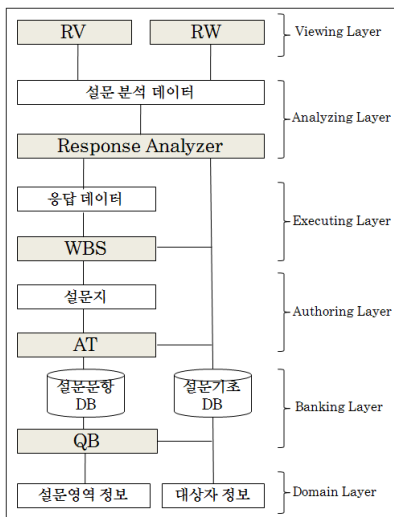 RV
RW
Viewing Layer
설문 분석 데이터
Analyzing Layer
Response Analyzer
응답 데이터
Executing Layer
WBS
설문지
Authoring Layer
AT
설문문항
DB
설문기초
DB
Banking Layer
QB
설문영역 정보
대상자 정보
Domain Layer